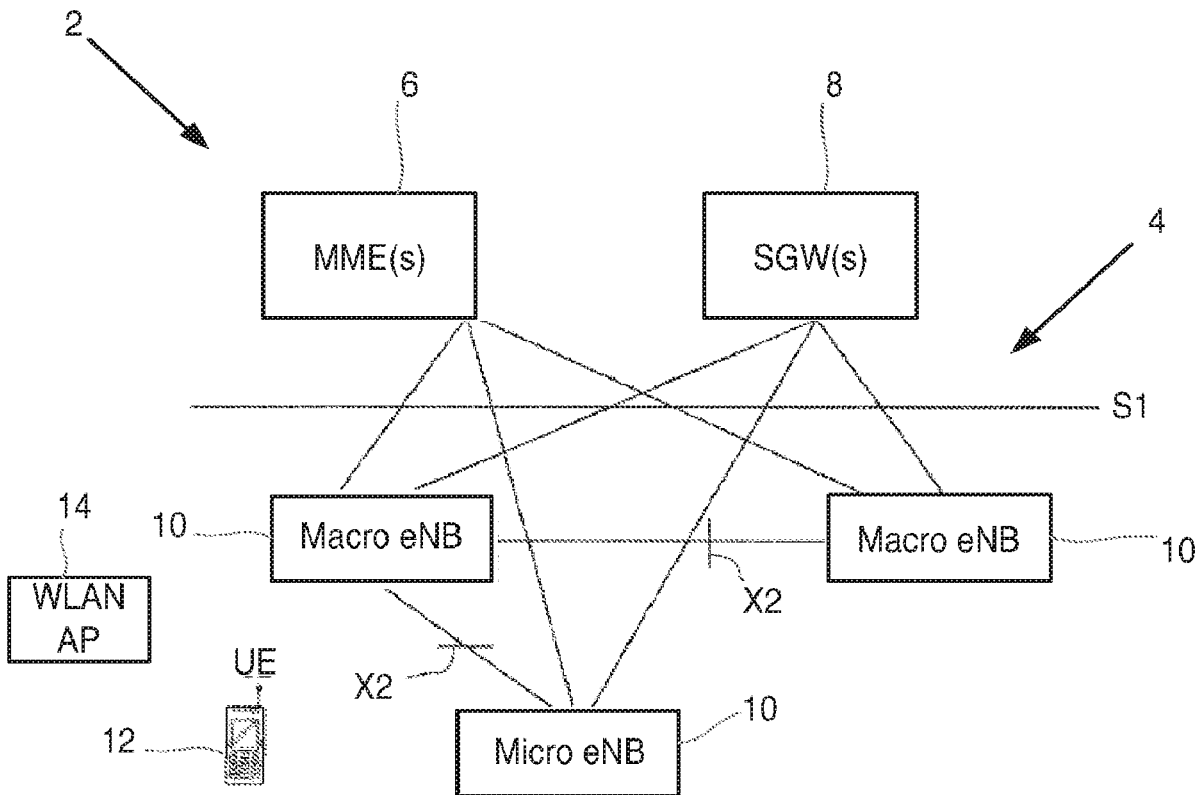 2
6
8
MME(s)
SGW(s)
4
S1
14
10
Macro eNB
Macro eNB
10
WLAN
AP
X2
X2
UE
12
10
Micro eNB